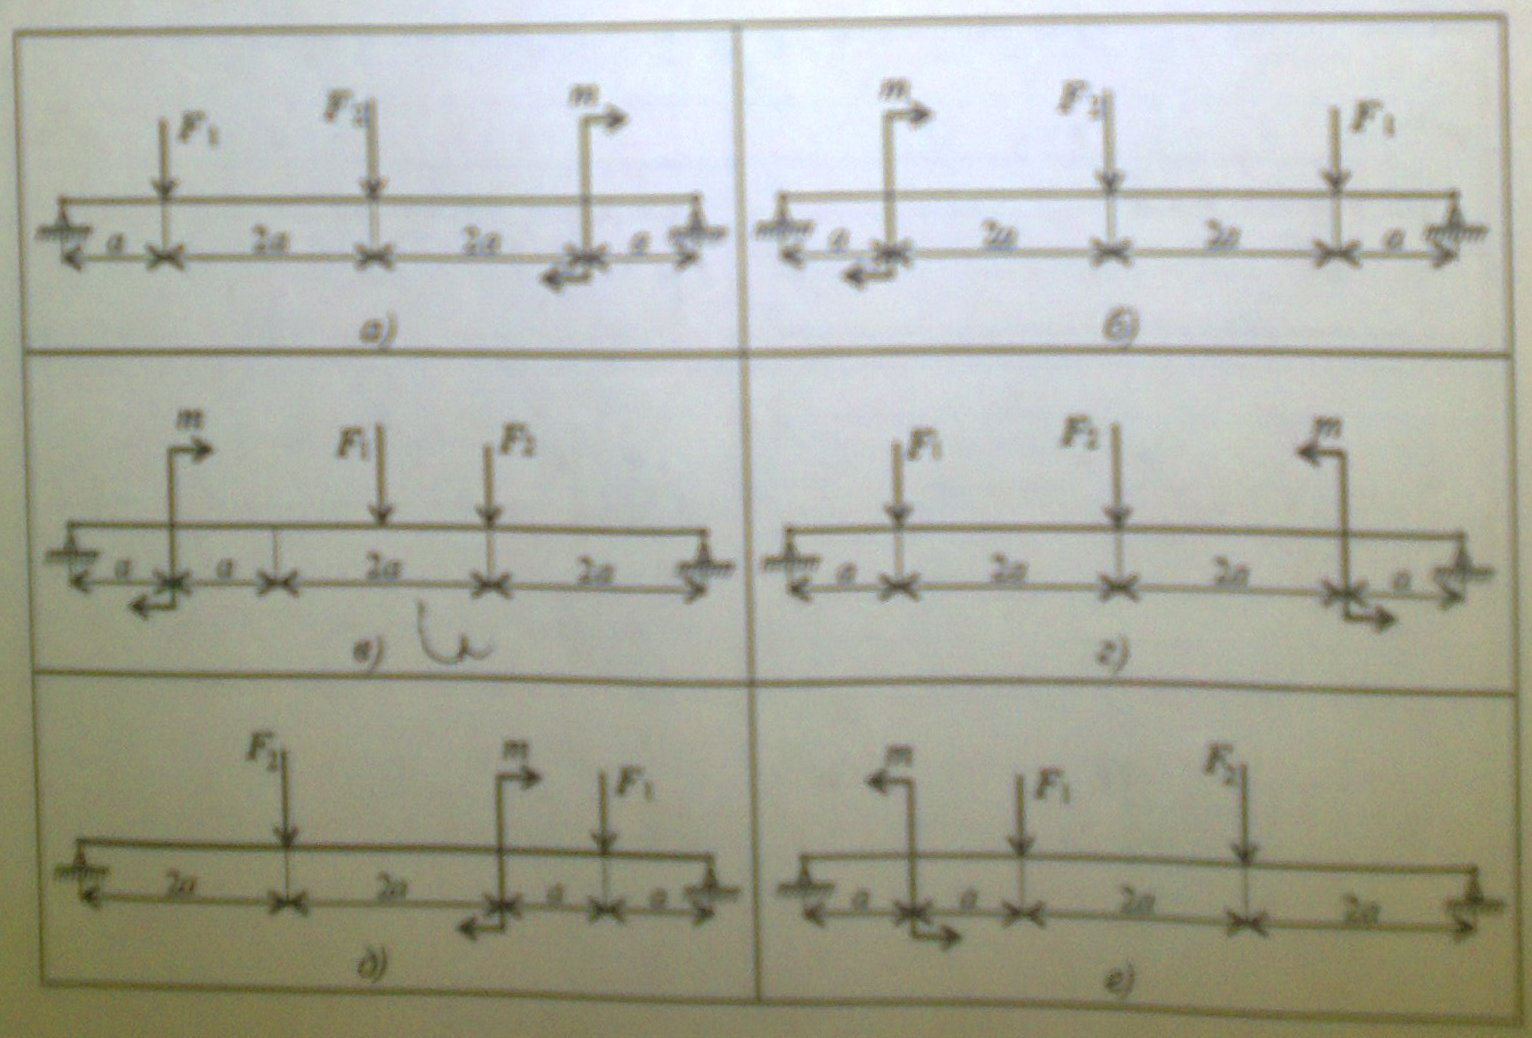 F₁ F₂ m
a 2a 2a a
а)
m F₂ F₁
a 2a 2a a
б)
m F₁ F₂
a a 2a 2a
в)
F₁ F₂ m
a 2a 2a a
г)
F₂ m F₁
2a 2a a a
д)
m F₁ F₂
a a 2a 2a
е)